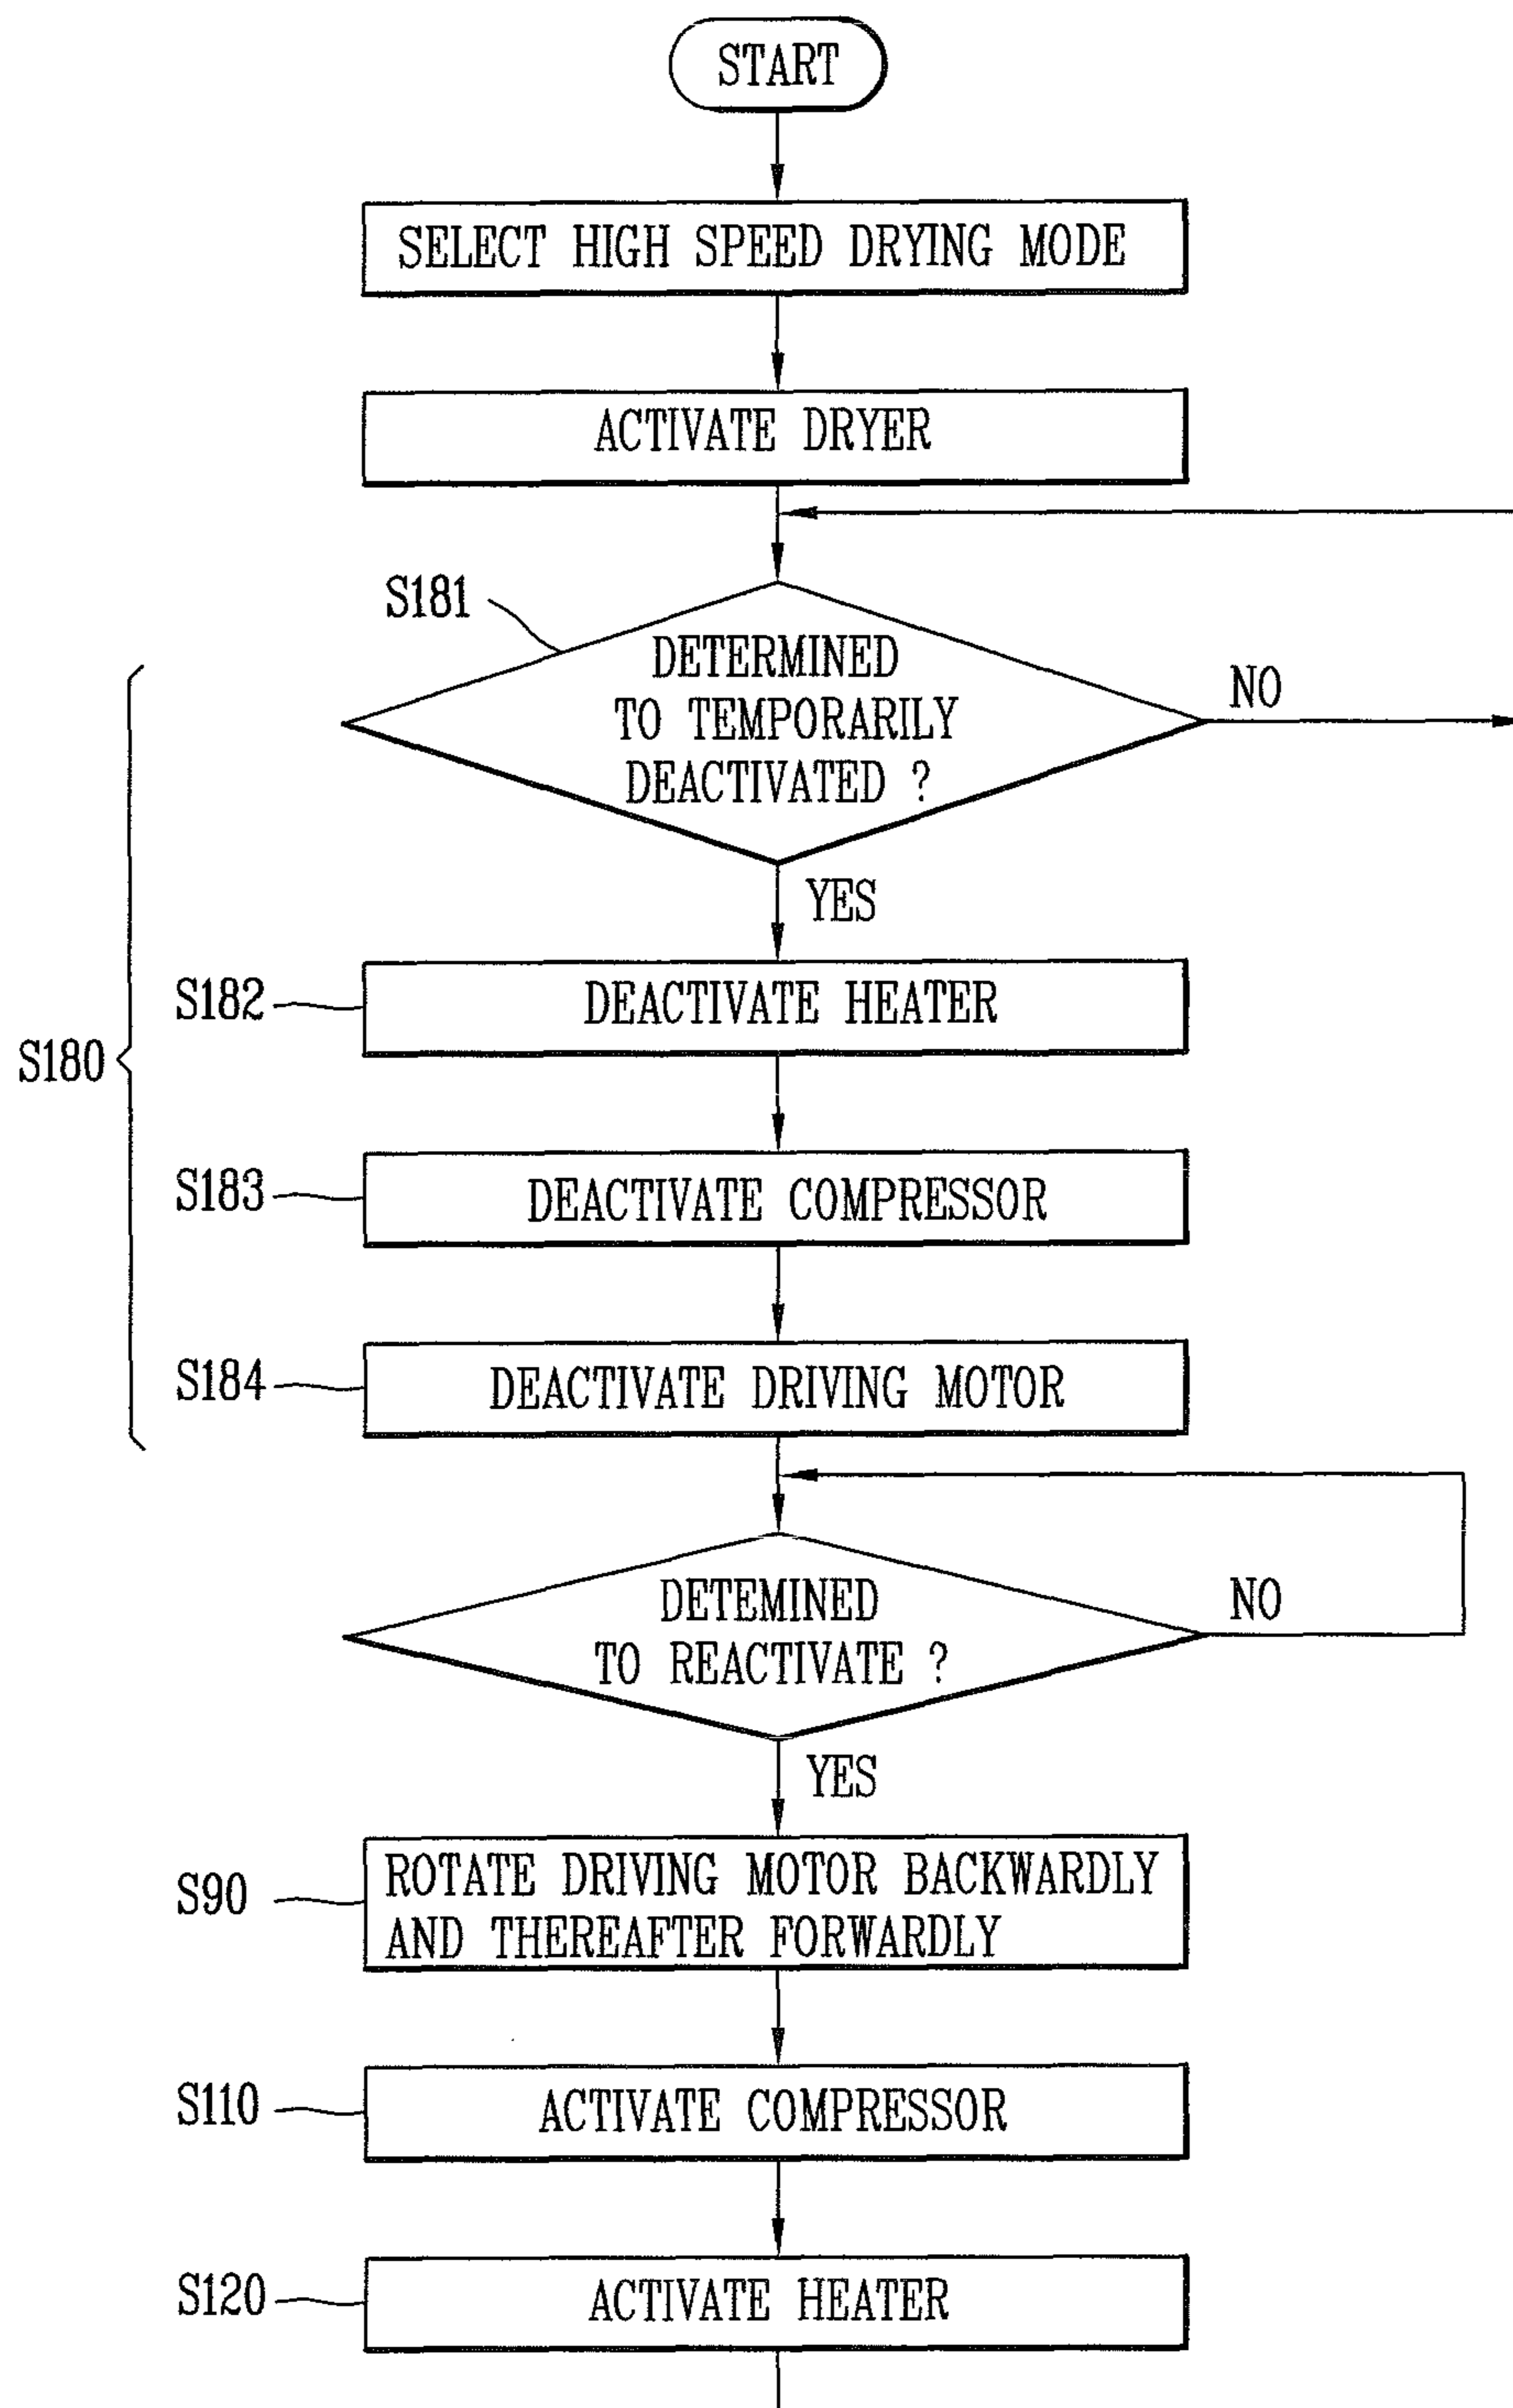 START
SELECT HIGH SPEED DRYING MODE
ACTIVATE DRYER
S181
DETERMINED
TO TEMPORARILY
DEACTIVATED ?
NO
YES
S180
S182
DEACTIVATE HEATER
S183
DEACTIVATE COMPRESSOR
S184
DEACTIVATE DRIVING MOTOR
DETEMINED
TO REACTIVATE ?
NO
YES
S90
ROTATE DRIVING MOTOR BACKWARDLY
AND THEREAFTER FORWARDLY
S110
ACTIVATE COMPRESSOR
S120
ACTIVATE HEATER